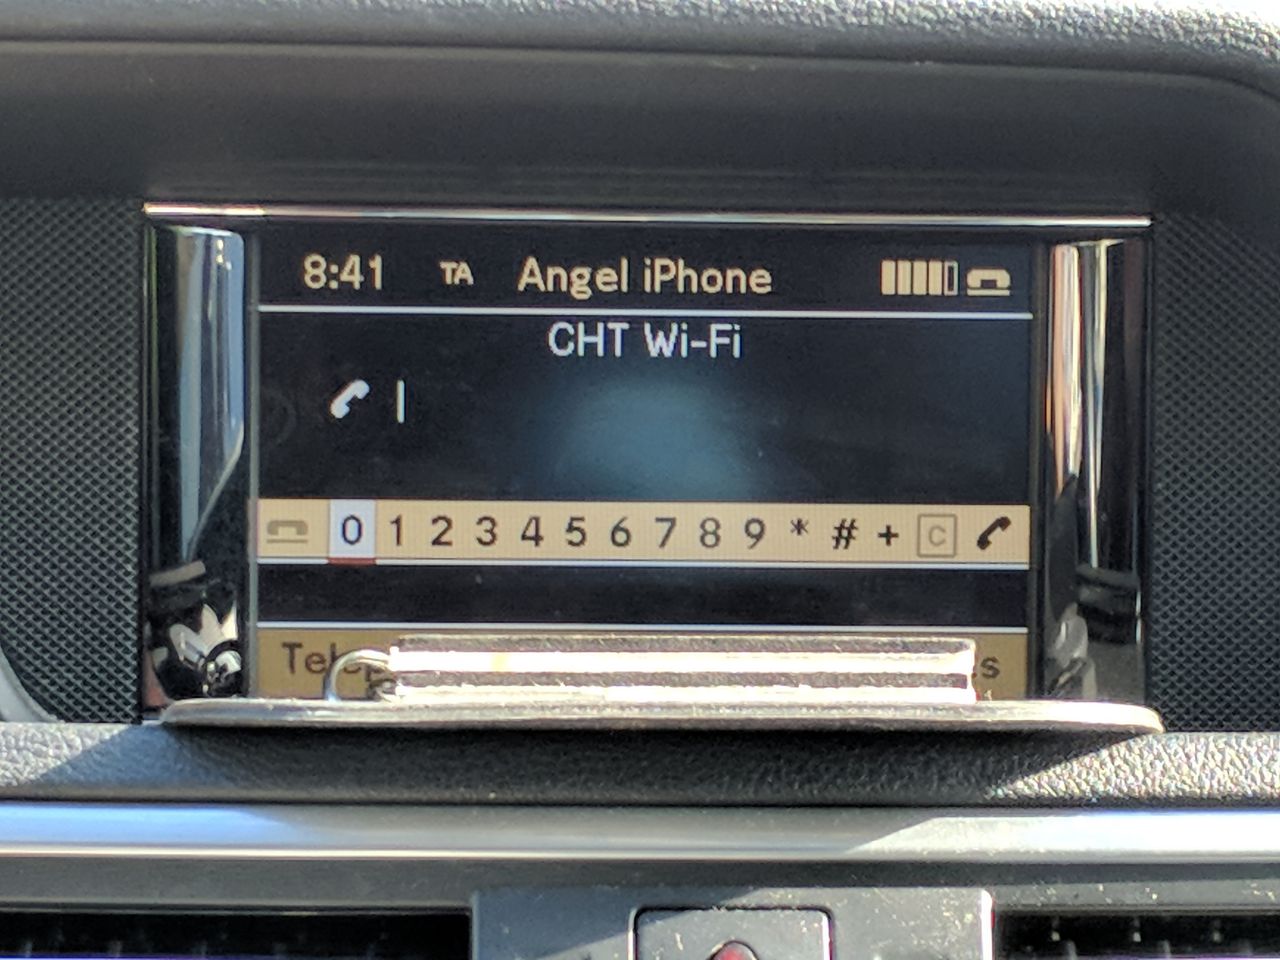 8:41 TA Angel iPhone
CHT Wi-Fi
0 1 2 3 4 5 6 7 8 9 * # + C